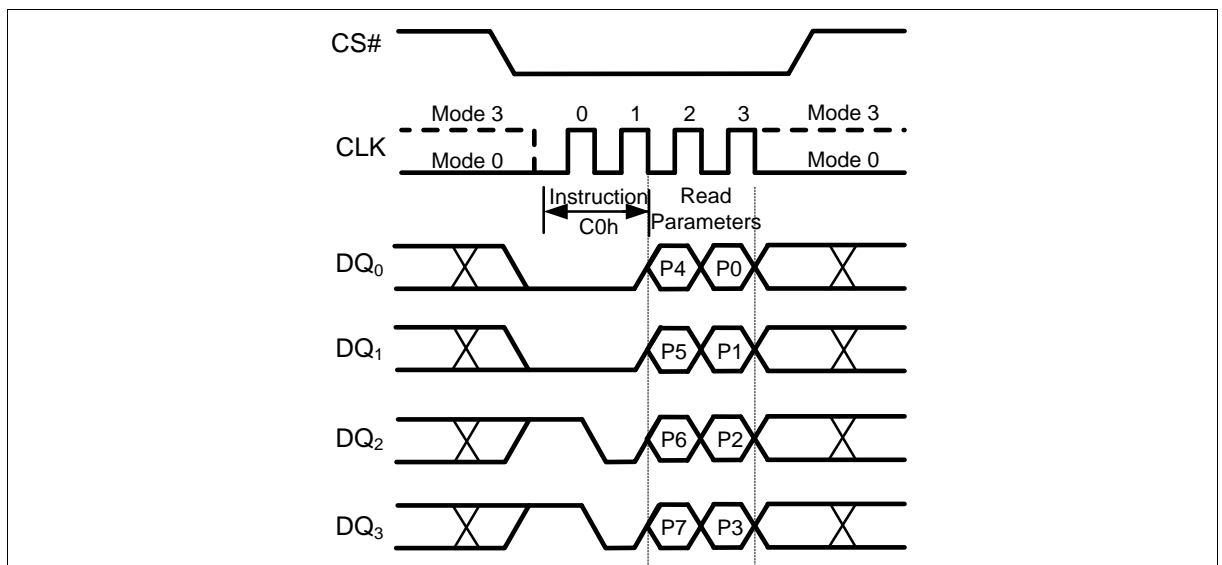 CS#
Mode 3 0 1 2 3 Mode 3
CLK
Mode 0 Mode 0
Instruction Read
C0h Parameters
DQ0 P4 P0
DQ1 P5 P1
DQ2 P6 P2
DQ3 P7 P3